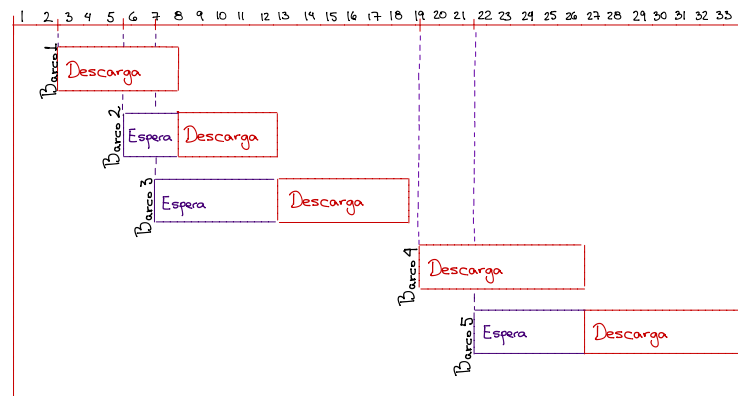 1 2 3 4 5 6 7 8 9 10 11 12 13 14 15 16 17 18 19 20 21 22 23 24 25 26 27 28 29 30 31 32 33
Barco 1
Descarga
Barco 2
Espera
Descarga
Barco 3
Espera
Descarga
Barco 4
Descarga
Barco 5
Espera
Descarga